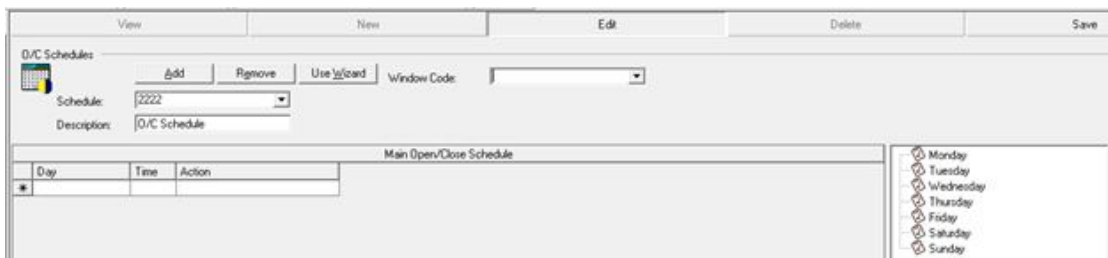 View New Edit Delete Save
O/C Schedules
Add Remove Use Wizard Window Code:
Schedule: 2222
Description: O/C Schedule
Main Open/Close Schedule
Day Time Action
Monday
Tuesday
Wednesday
Thursday
Friday
Saturday
Sunday